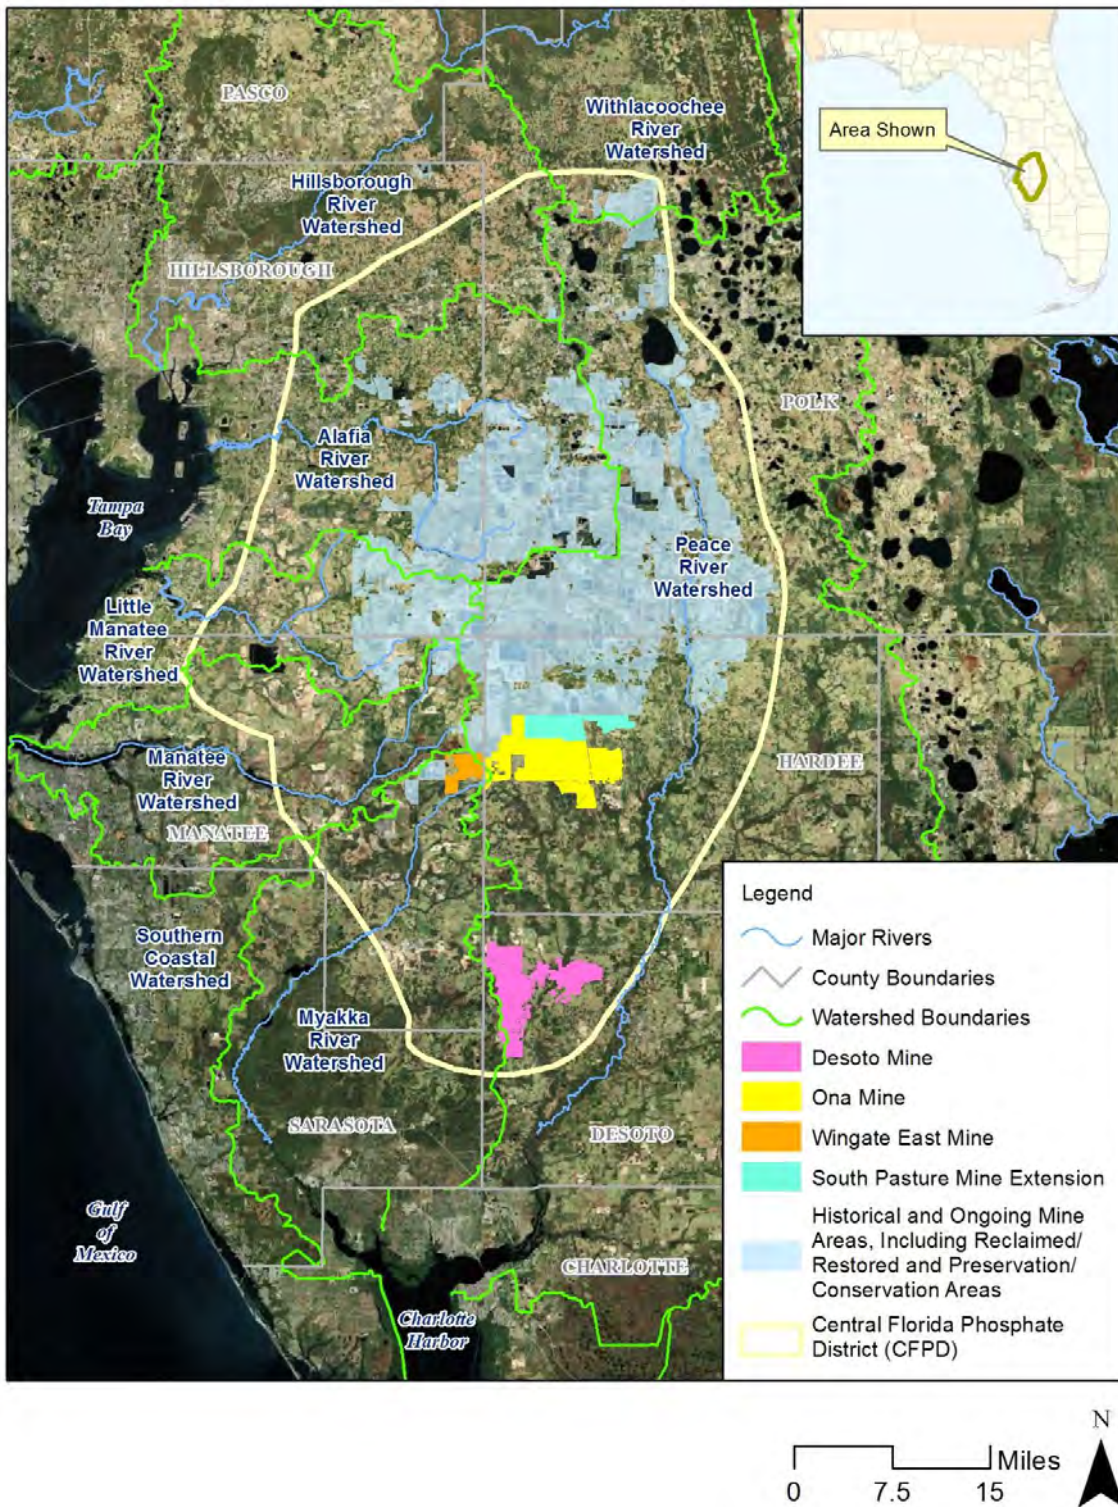 PASCO
Withlacoochee
River
Watershed
Area Shown
Hillsborough
River
Watershed
HILLSBOROUGH
POLK
Alafia
River
Watershed
Tampa
Bay
Peace
River
Watershed
Little
Manatee
River
Watershed
HARDEE
Manatee
River
Watershed
MANATEE
Southern
Coastal
Watershed
Myakka
River
Watershed
SARASOTA
DESOTO
Gulf
of
Mexico
CHARLOTTE
Charlotte
Harbor
Legend
Major Rivers
County Boundaries
Watershed Boundaries
Desoto Mine
Ona Mine
Wingate East Mine
South Pasture Mine Extension
Historical and Ongoing Mine
Areas, Including Reclaimed/
Restored and Preservation/
Conservation Areas
Central Florida Phosphate
District (CFPD)
N
Miles
0 7.5 15